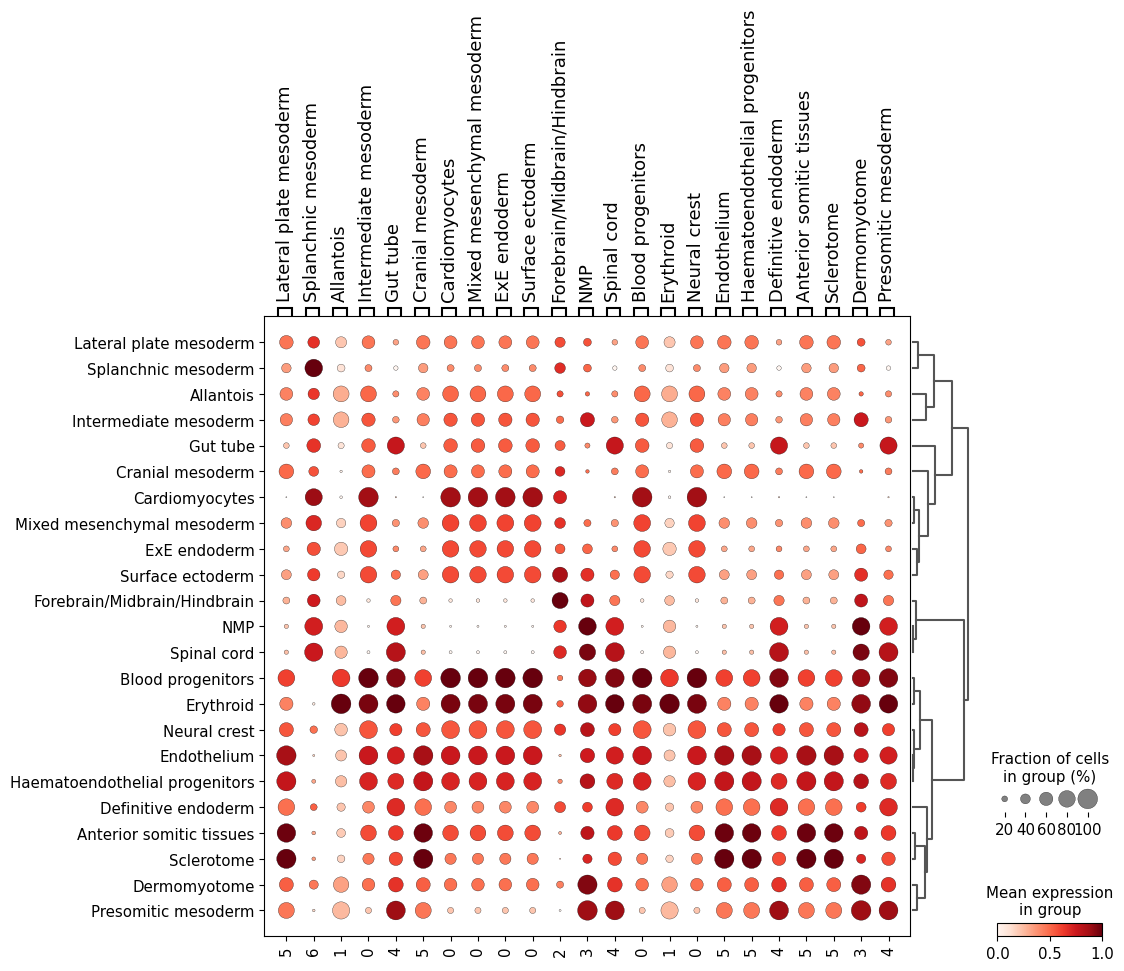 Lateral plate mesoderm
Splanchnic mesoderm
Allantois
Intermediate mesoderm
Gut tube
Cranial mesoderm
Cardiomyocytes
Mixed mesenchymal mesoderm
ExE endoderm
Surface ectoderm
Forebrain/Midbrain/Hindbrain
NMP
Spinal cord
Blood progenitors
Erythroid
Neural crest
Endothelium
Haematoendothelial progenitors
Definitive endoderm
Anterior somitic tissues
Sclerotome
Dermomyotome
Presomitic mesoderm
Lateral plate mesoderm
Splanchnic mesoderm
Allantois
Intermediate mesoderm
Gut tube
Cranial mesoderm
Cardiomyocytes
Mixed mesenchymal mesoderm
ExE endoderm
Surface ectoderm
Forebrain/Midbrain/Hindbrain
NMP
Spinal cord
Blood progenitors
Erythroid
Neural crest
Endothelium
Haematoendothelial progenitors
Definitive endoderm
Anterior somitic tissues
Sclerotome
Dermomyotome
Presomitic mesoderm
5 6 1 0 4 5 0 0 0 0 2 3 4 0 1 0 5 5 4 5 5 3 4
Fraction of cells
in group (%)
20 40 60 80 100
Mean expression
in group
0.0 0.5 1.0